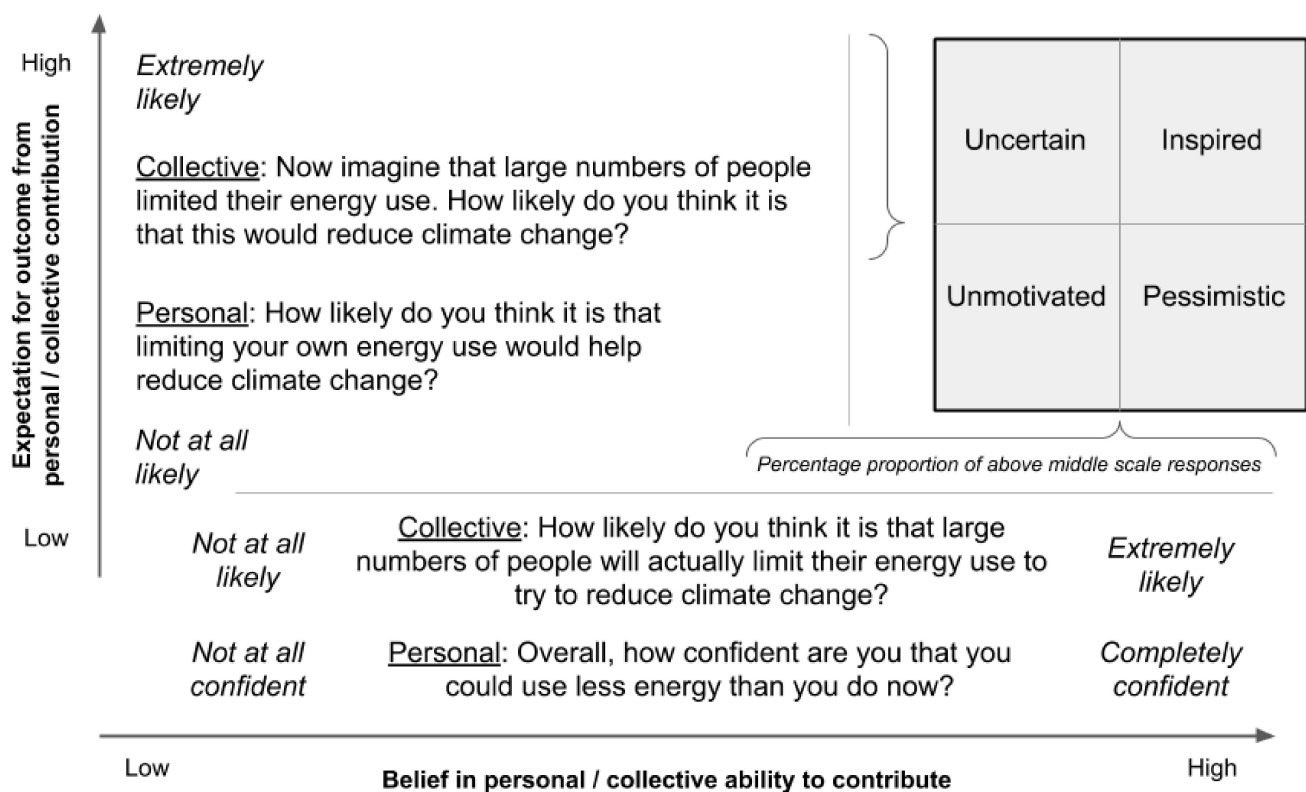 High
Extremely
likely
Collective: Now imagine that large numbers of people
limited their energy use. How likely do you think it is
that this would reduce climate change?
Personal: How likely do you think it is that
limiting your own energy use would help
reduce climate change?
Not at all
likely
Low
Expectation for outcome from
personal / collective contribution
Uncertain
Inspired
Unmotivated
Pessimistic
Percentage proportion of above middle scale responses
Not at all
likely
Collective: How likely do you think it is that large
numbers of people will actually limit their energy use to
try to reduce climate change?
Extremely
likely
Not at all
confident
Personal: Overall, how confident are you that you
could use less energy than you do now?
Completely
confident
Low
Belief in personal / collective ability to contribute
High